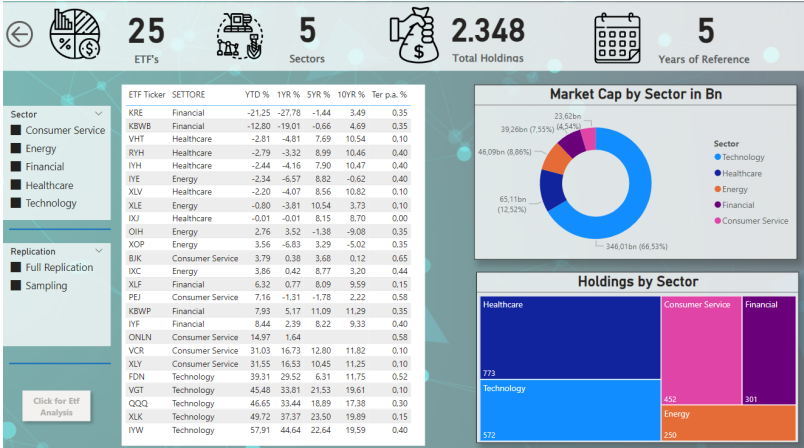 25
ETF's
5
Sectors
2.348
Total Holdings
5
Years of Reference
Sector
Consumer Service
Energy
Financial
Healthcare
Technology
Replication
Full Replication
Sampling
Click for Etf
Analysis
ETF Ticker SETTORE YTD % 1YR % 5YR % 10YR % Ter p.a. %
KRE Financial -21,25 -27,78 -1,44 3,49 0.35
KBWB Financial -12,80 -19,01 -0,66 4,69 0.35
VHT Healthcare -2,81 -4,81 7,69 10,54 0.10
RYH Healthcare -2,79 -3,32 8,99 10,46 0.40
IYH Healthcare -2,44 -4,16 7,90 10,47 0.40
IYE Energy -2,34 -6,57 8,82 -0,62 0.40
XLV Healthcare -2,20 -4,07 8,56 10,82 0.10
XLE Energy -0,80 -3,81 10,54 3,73 0.10
IXJ Healthcare -0,01 -0,01 8,15 8,70 0.00
OIH Energy 2,76 3,52 -1,38 -9,08 0.35
XOP Energy 3,56 -6,83 3,29 -5,02 0.35
BJK Consumer Service 3,79 0,38 3,68 0,12 0.65
IXC Energy 3,86 0,42 8,77 3,20 0.44
XLF Financial 6,32 0,77 8,09 9,59 0.15
PEJ Consumer Service 7,16 -1,31 -1,78 2,22 0.58
KBWP Financial 7,93 5,17 11,09 11,29 0.35
IYF Financial 8,44 2,39 8,22 9,33 0.40
ONLN Consumer Service 14,97 1,64 0.58
VCR Consumer Service 31,03 16,73 12,80 11,82 0.10
XLY Consumer Service 31,55 16,53 10,45 11,25 0.10
FDN Technology 39,31 29,52 6,31 11,75 0.52
VGT Technology 45,48 33,81 21,53 19,61 0.10
QQQ Technology 46,65 33,44 18,89 17,38 0.30
XLK Technology 49,72 37,37 23,50 19,89 0.15
IYW Technology 57,91 44,64 22,64 19,59 0.40
Market Cap by Sector in Bn
23,62bn
(4,54%)
39,26bn (7,55%)
46,09bn (8,86%)
65,11bn
(12,52%)
346,01bn (66,53%)
Sector
Technology
Healthcare
Energy
Financial
Consumer Service
Holdings by Sector
Healthcare
773
Technology
572
Consumer Service
452
Financial
301
Energy
250